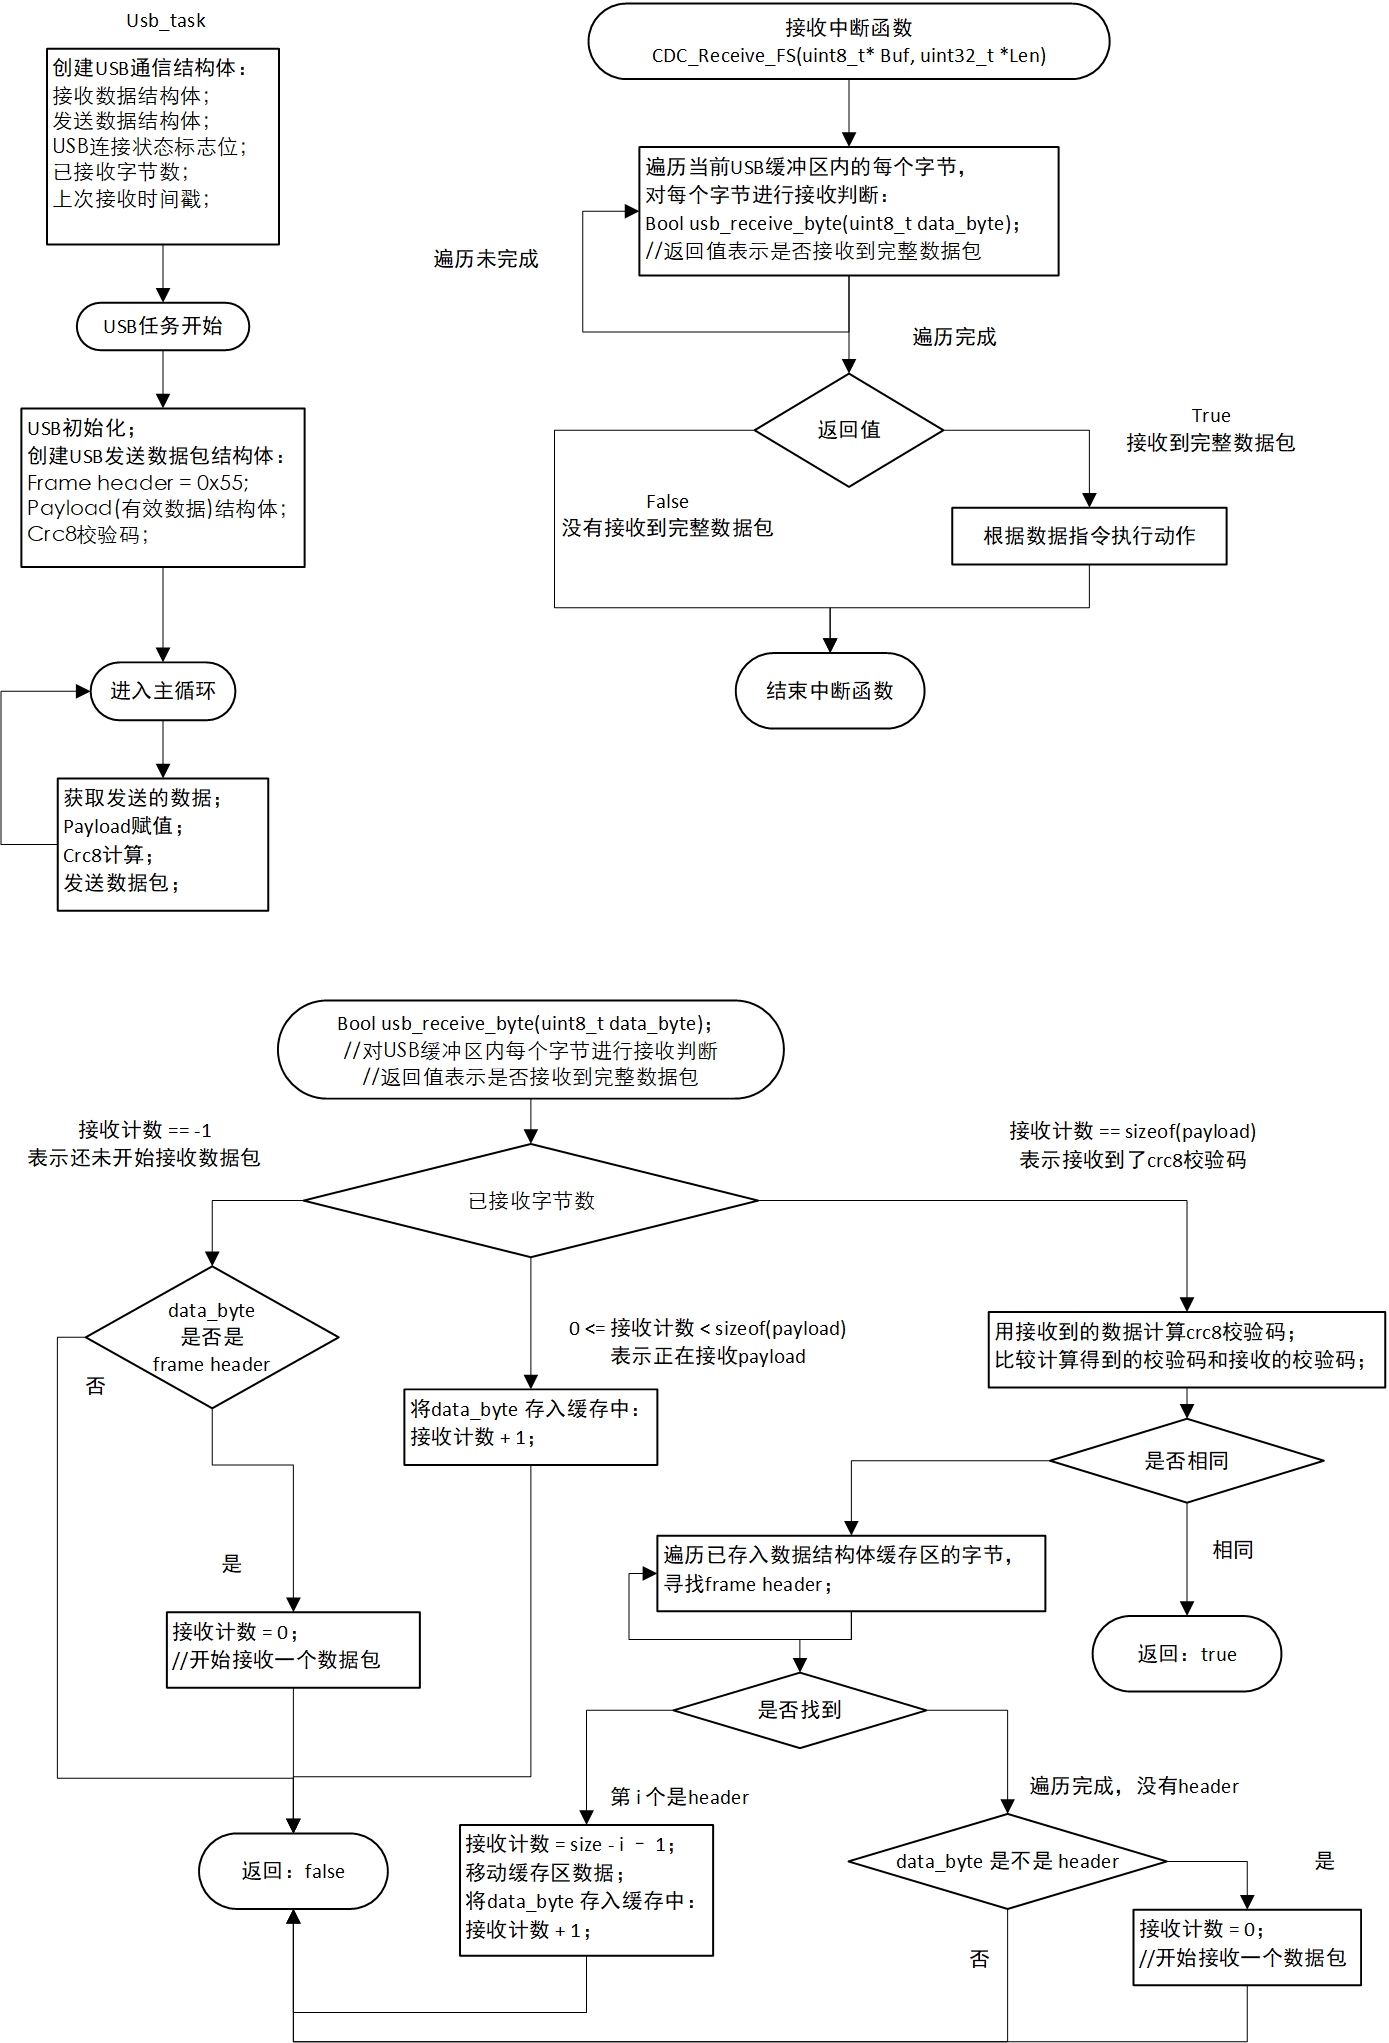 Usb_task
创建USB通信结构体：
接收数据结构体；
发送数据结构体；
USB连接状态标志位；
已接收字节数；
上次接收时间戳；
USB任务开始
USB初始化；
创建USB发送数据包结构体：
Frame header = 0x55;
Payload(有效数据)结构体；
Crc8校验码；
进入主循环
获取发送的数据；
Payload赋值；
Crc8计算；
发送数据包；
接收中断函数
CDC_Receive_FS(uint8_t* Buf, uint32_t *Len)
遍历当前USB缓冲区内的每个字节，
对每个字节进行接收判断：
Bool usb_receive_byte(uint8_t data_byte)；
//返回值表示是否接收到完整数据包
遍历未完成
遍历完成
返回值
True
接收到完整数据包
False
没有接收到完整数据包
根据数据指令执行动作
结束中断函数
Bool usb_receive_byte(uint8_t data_byte)；
//对USB缓冲区内每个字节进行接收判断
//返回值表示是否接收到完整数据包
接收计数 == -1
表示还未开始接收数据包
接收计数 == sizeof(payload)
表示接收到了crc8校验码
已接收字节数
data_byte
是否是
frame header
否
0 <= 接收计数 < sizeof(payload)
表示正在接收payload
用接收到的数据计算crc8校验码；
比较计算得到的校验码和接收的校验码；
将data_byte 存入缓存中：
接收计数 + 1；
是否相同
是
相同
遍历已存入数据结构体缓存区的字节，
寻找frame header；
接收计数 = 0；
//开始接收一个数据包
返回：true
是否找到
第 i 个是header
遍历完成，没有header
接收计数 = size - i － 1；
移动缓存区数据；
将data_byte 存入缓存中：
接收计数 + 1；
返回：false
data_byte 是不是 header
是
否
接收计数 = 0；
//开始接收一个数据包